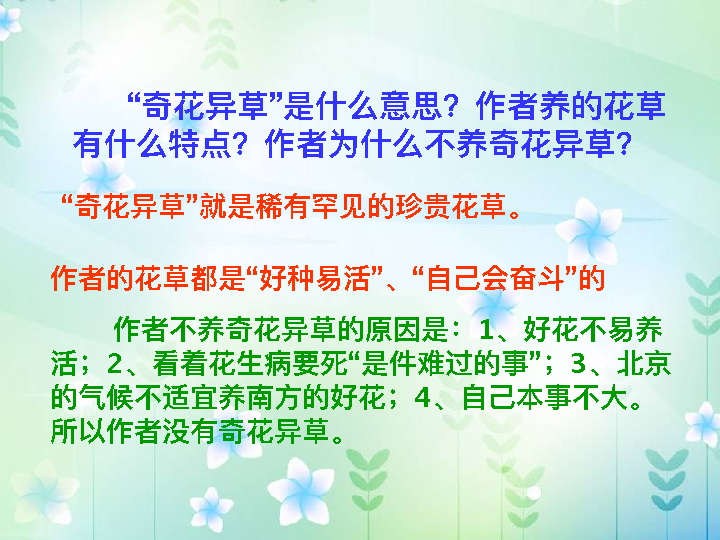 “奇花异草”是什么意思？作者养的花草
有什么特点？作者为什么不养奇花异草？
“奇花异草”就是稀有罕见的珍贵花草。
作者的花草都是“好种易活”、“自己会奋斗”的
作者不养奇花异草的原因是：1、好花不易养
活；2、看着花生病要死“是件难过的事”；3、北京
的气候不适宜养南方的好花；4、自己本事不大。
所以作者没有奇花异草。